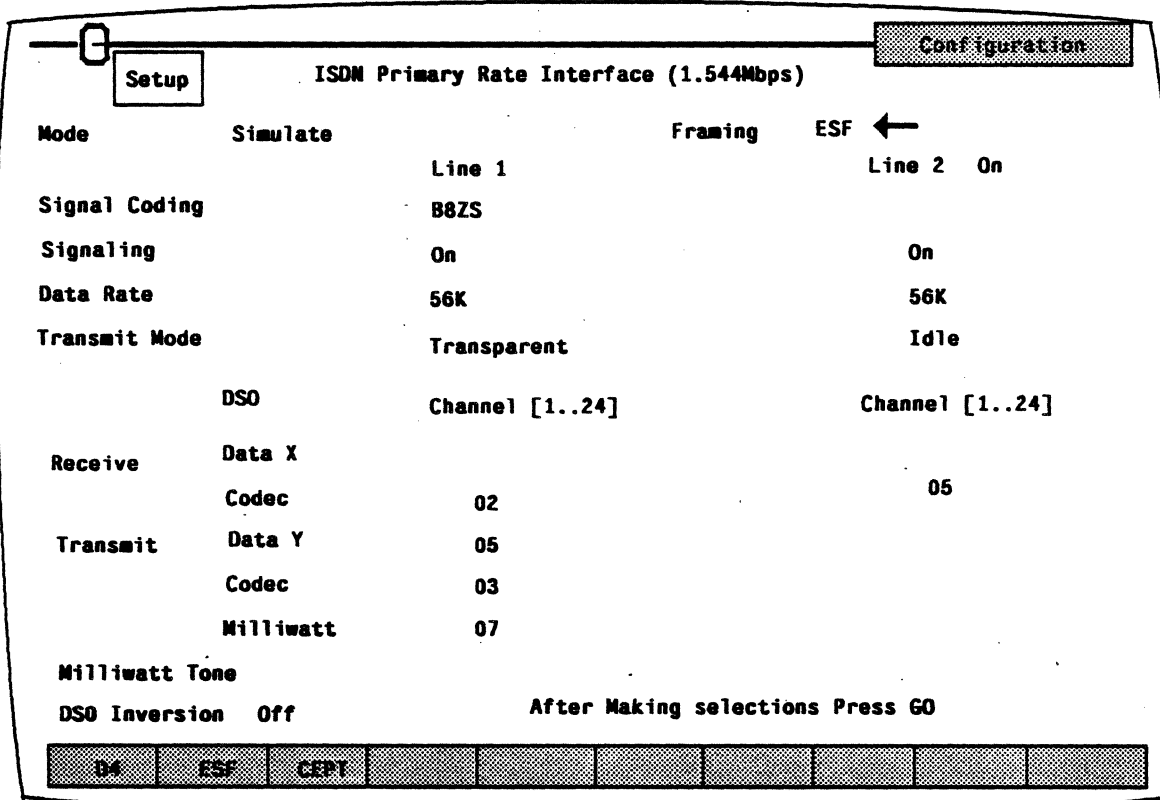 Configuration
Setup
ISDN Primary Rate Interface (1.544Mbps)
Mode Simulate Framing ESF
Line 1 Line 2 On
Signal Coding B8ZS
Signaling On On
Data Rate 56K 56K
Transmit Mode Transparent Idle
DSO Channel [1..24] Channel [1..24]
Receive Data X 05
Codec 02
Transmit Data Y 05
Codec 03
Milliwatt 07
Milliwatt Tone
DSO Inversion Off After Making selections Press GO
D4 ESF CEPT